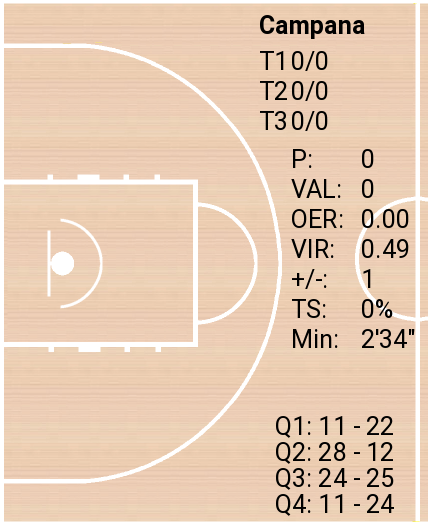 Campana
T1 0/0
T2 0/0
T3 0/0
P: 0
VAL: 0
OER: 0.00
VIR: 0.49
+/-: 1
TS: 0%
Min: 2'34"
Q1: 11 - 22
Q2: 28 - 12
Q3: 24 - 25
Q4: 11 - 24